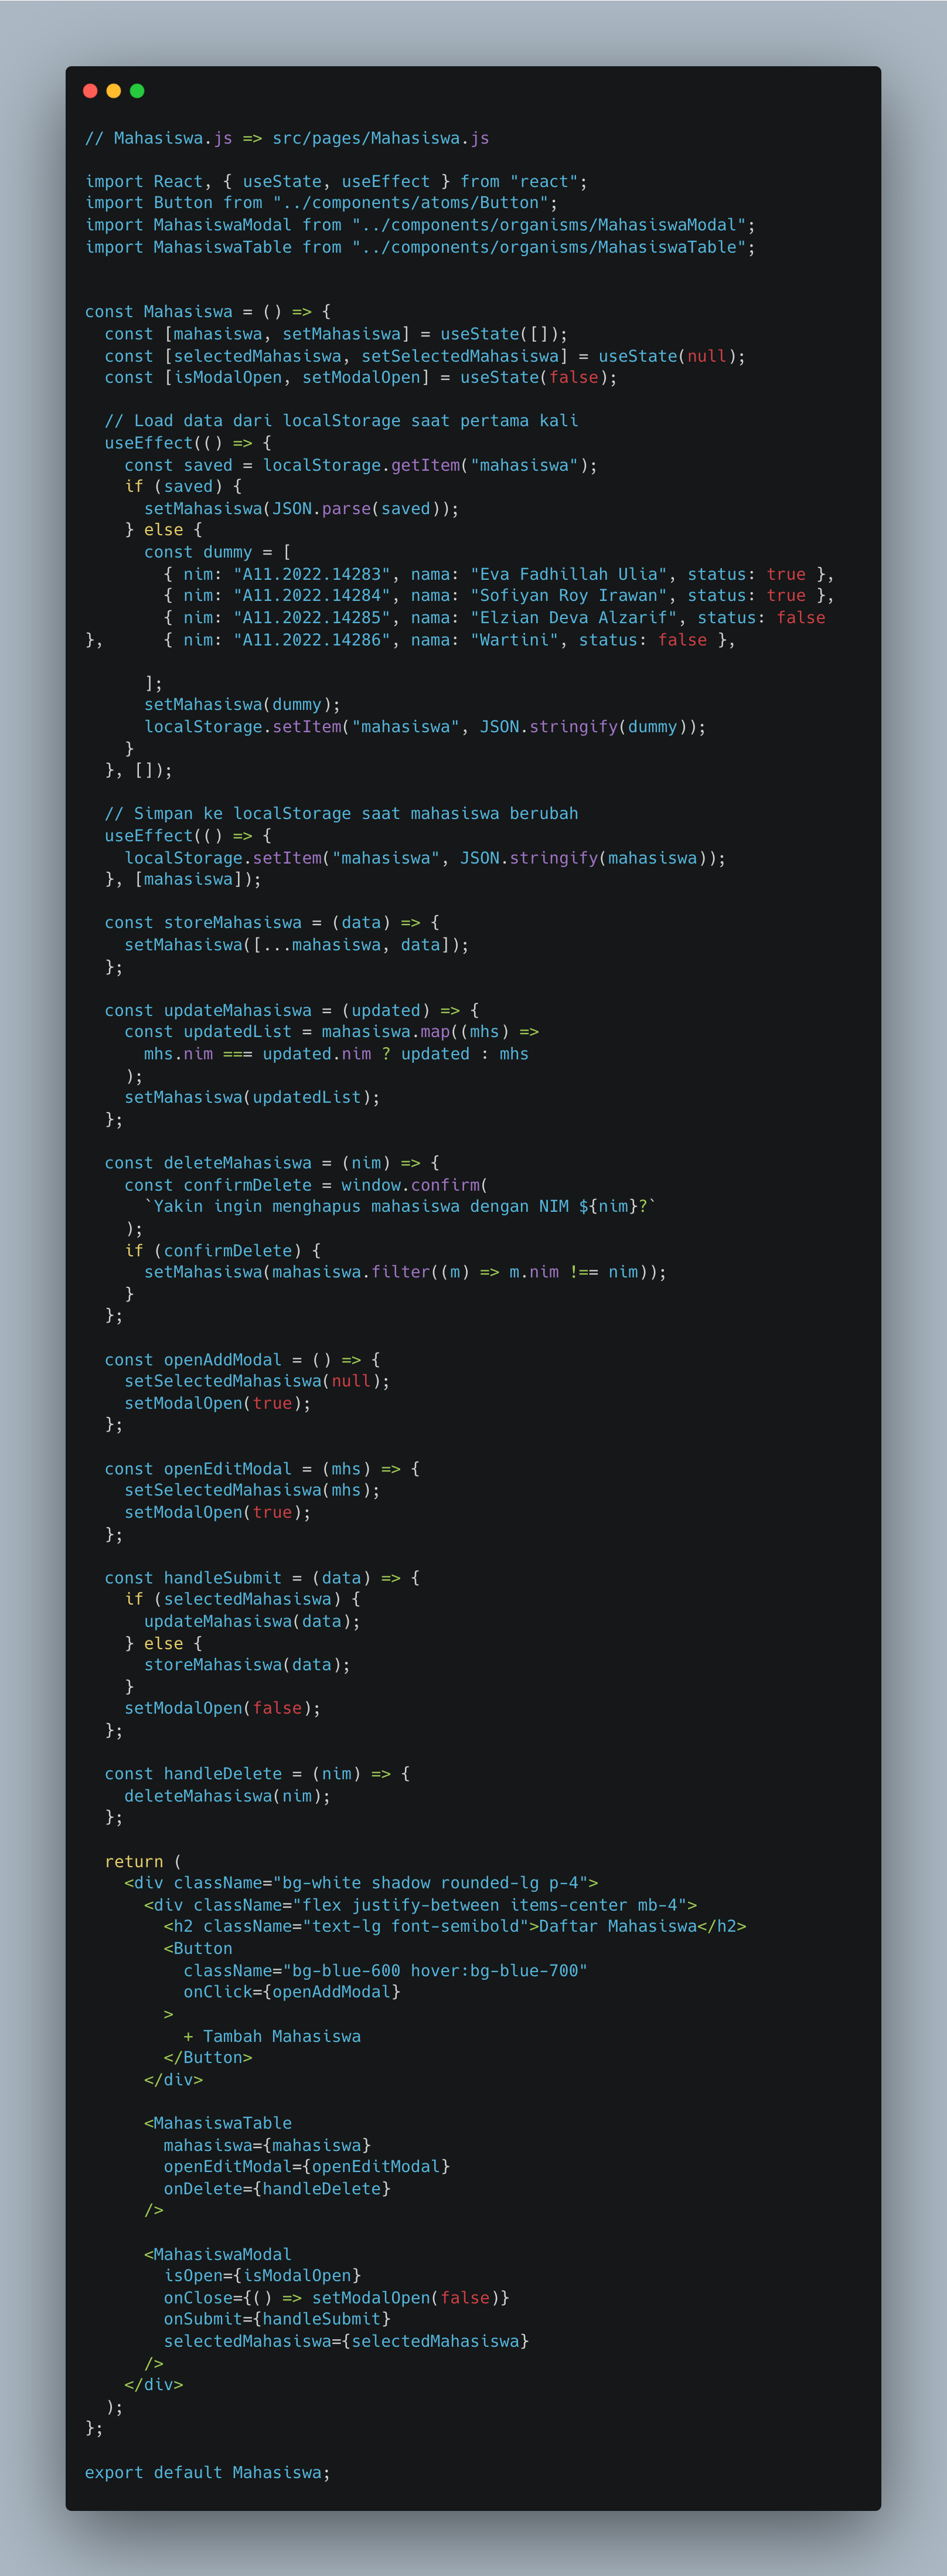 // Mahasiswa.js => src/pages/Mahasiswa.js

import React, { useState, useEffect } from "react";
import Button from "../components/atoms/Button";
import MahasiswaModal from "../components/organisms/MahasiswaModal";
import MahasiswaTable from "../components/organisms/MahasiswaTable";


const Mahasiswa = () => {
  const [mahasiswa, setMahasiswa] = useState([]);
  const [selectedMahasiswa, setSelectedMahasiswa] = useState(null);
  const [isModalOpen, setModalOpen] = useState(false);

  // Load data dari localStorage saat pertama kali
  useEffect(() => {
    const saved = localStorage.getItem("mahasiswa");
    if (saved) {
      setMahasiswa(JSON.parse(saved));
    } else {
      const dummy = [
        { nim: "A11.2022.14283", nama: "Eva Fadhillah Ulia", status: true },
        { nim: "A11.2022.14284", nama: "Sofiyan Roy Irawan", status: true },
        { nim: "A11.2022.14285", nama: "Elzian Deva Alzarif", status: false
},      { nim: "A11.2022.14286", nama: "Wartini", status: false },

      ];
      setMahasiswa(dummy);
      localStorage.setItem("mahasiswa", JSON.stringify(dummy));
    }
  }, []);

  // Simpan ke localStorage saat mahasiswa berubah
  useEffect(() => {
    localStorage.setItem("mahasiswa", JSON.stringify(mahasiswa));
  }, [mahasiswa]);

  const storeMahasiswa = (data) => {
    setMahasiswa([...mahasiswa, data]);
  };

  const updateMahasiswa = (updated) => {
    const updatedList = mahasiswa.map((mhs) =>
      mhs.nim === updated.nim ? updated : mhs
    );
    setMahasiswa(updatedList);
  };

  const deleteMahasiswa = (nim) => {
    const confirmDelete = window.confirm(
      `Yakin ingin menghapus mahasiswa dengan NIM ${nim}?`
    );
    if (confirmDelete) {
      setMahasiswa(mahasiswa.filter((m) => m.nim !== nim));
    }
  };

  const openAddModal = () => {
    setSelectedMahasiswa(null);
    setModalOpen(true);
  };

  const openEditModal = (mhs) => {
    setSelectedMahasiswa(mhs);
    setModalOpen(true);
  };

  const handleSubmit = (data) => {
    if (selectedMahasiswa) {
      updateMahasiswa(data);
    } else {
      storeMahasiswa(data);
    }
    setModalOpen(false);
  };

  const handleDelete = (nim) => {
    deleteMahasiswa(nim);
  };

  return (
    <div className="bg-white shadow rounded-lg p-4">
      <div className="flex justify-between items-center mb-4">
        <h2 className="text-lg font-semibold">Daftar Mahasiswa</h2>
        <Button
          className="bg-blue-600 hover:bg-blue-700"
          onClick={openAddModal}
        >
          + Tambah Mahasiswa
        </Button>
      </div>

      <MahasiswaTable
        mahasiswa={mahasiswa}
        openEditModal={openEditModal}
        onDelete={handleDelete}
      />

      <MahasiswaModal
        isOpen={isModalOpen}
        onClose={() => setModalOpen(false)}
        onSubmit={handleSubmit}
        selectedMahasiswa={selectedMahasiswa}
      />
    </div>
  );
};

export default Mahasiswa;